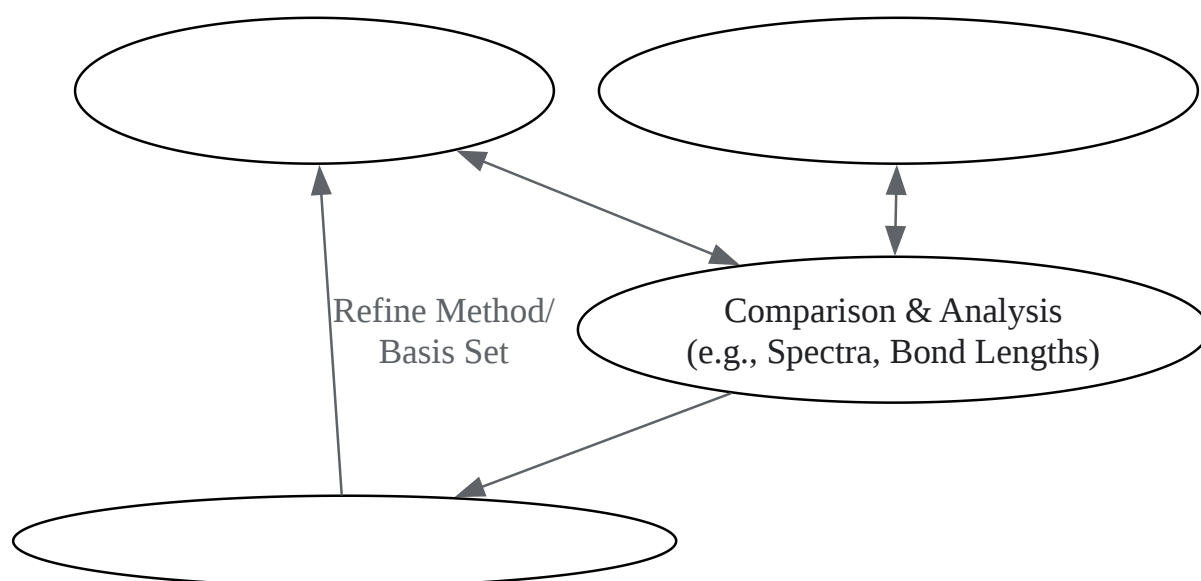 Refine Method/
Basis Set
Comparison & Analysis
(e.g., Spectra, Bond Lengths)